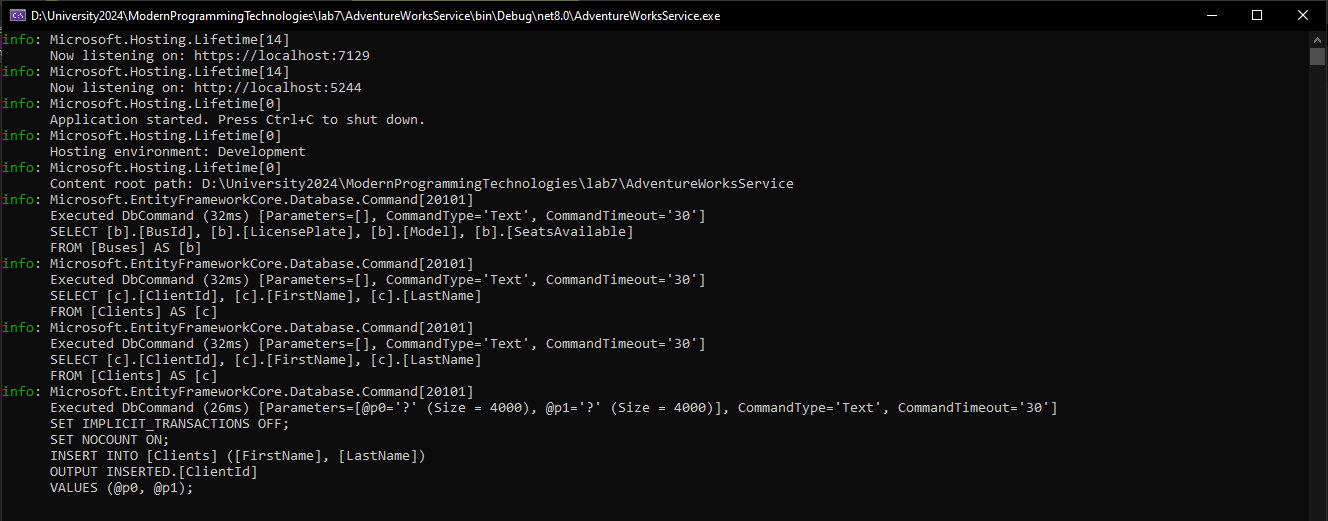 D:\University2024\ModernProgrammingTechnologies\lab7\AdventureWorksService\bin\Debug\net8.0\AdventureWorksService.exe
info: Microsoft.Hosting.Lifetime[14]
Now listening on: https://localhost:7129
info: Microsoft.Hosting.Lifetime[14]
Now listening on: http://localhost:5244
info: Microsoft.Hosting.Lifetime[0]
Application started. Press Ctrl+C to shut down.
info: Microsoft.Hosting.Lifetime[0]
Hosting environment: Development
info: Microsoft.Hosting.Lifetime[0]
Content root path: D:\University2024\ModernProgrammingTechnologies\lab7\AdventureWorksService
info: Microsoft.EntityFrameworkCore.Database.Command[20101]
Executed DbCommand (32ms) [Parameters=[], CommandType='Text', CommandTimeout='30']
SELECT [b].[BusId], [b].[LicensePlate], [b].[Model], [b].[SeatsAvailable]
FROM [Buses] AS [b]
info: Microsoft.EntityFrameworkCore.Database.Command[20101]
Executed DbCommand (32ms) [Parameters=[], CommandType='Text', CommandTimeout='30']
SELECT [c].[ClientId], [c].[FirstName], [c].[LastName]
FROM [Clients] AS [c]
info: Microsoft.EntityFrameworkCore.Database.Command[20101]
Executed DbCommand (32ms) [Parameters=[], CommandType='Text', CommandTimeout='30']
SELECT [c].[ClientId], [c].[FirstName], [c].[LastName]
FROM [Clients] AS [c]
info: Microsoft.EntityFrameworkCore.Database.Command[20101]
Executed DbCommand (26ms) [Parameters=[@p0='?' (Size = 4000), @p1='?' (Size = 4000)], CommandType='Text', CommandTimeout='30']
SET IMPLICIT_TRANSACTIONS OFF;
SET NOCOUNT ON;
INSERT INTO [Clients] ([FirstName], [LastName])
OUTPUT INSERTED.[ClientId]
VALUES (@p0, @p1);